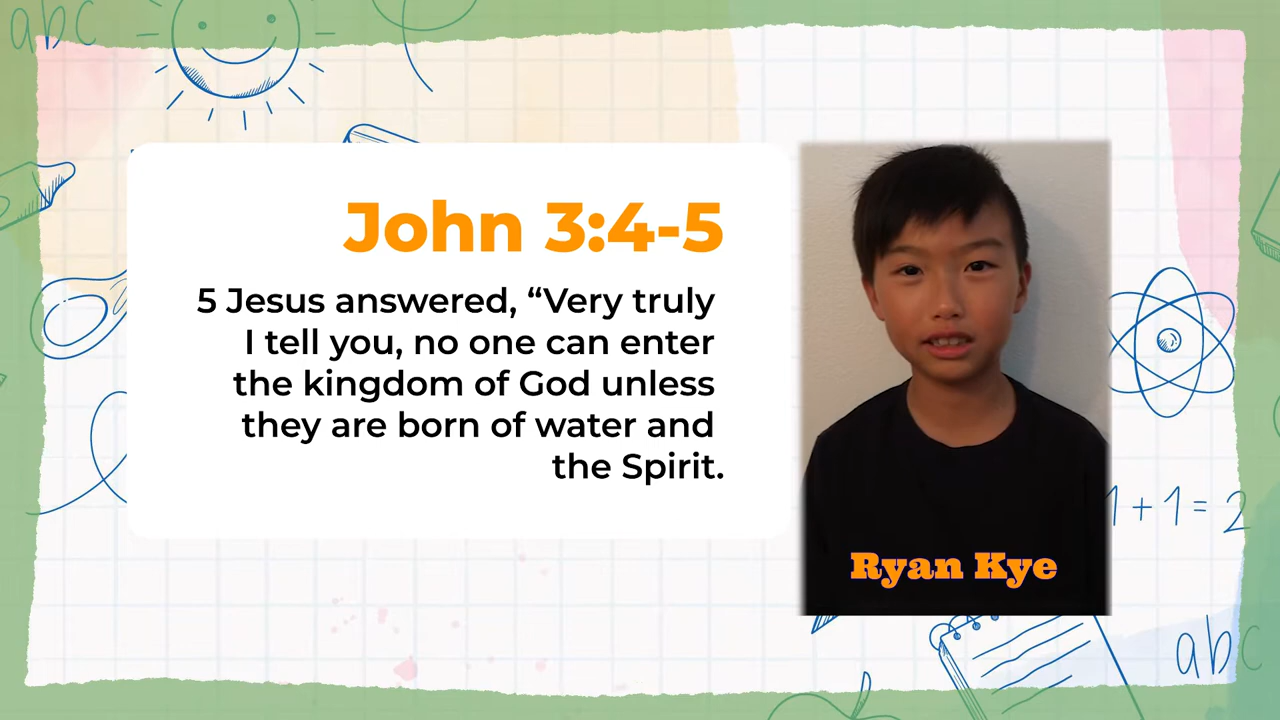 abc
John 3:4-5
5 Jesus answered, “Very truly
I tell you, no one can enter
the kingdom of God unless
they are born of water and
the Spirit.
1 + 1 = 2
Ryan Kye
abc